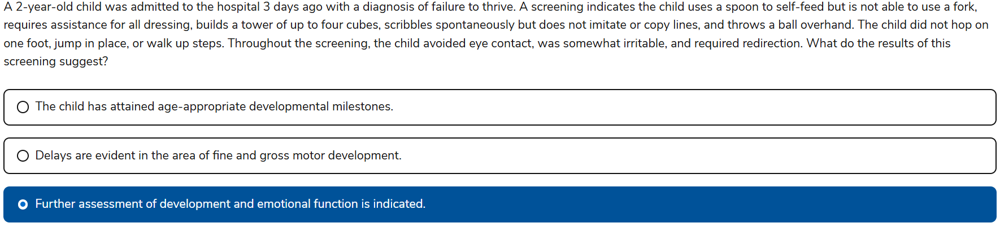 A 2-year-old child was admitted to the hospital 3 days ago with a diagnosis of failure to thrive. A screening indicates the child uses a spoon to self-feed but is not able to use a fork,
requires assistance for all dressing, builds a tower of up to four cubes, scribbles spontaneously but does not imitate or copy lines, and throws a ball overhand. The child did not hop on
one foot, jump in place, or walk up steps. Throughout the screening, the child avoided eye contact, was somewhat irritable, and required redirection. What do the results of this
screening suggest?
The child has attained age-appropriate developmental milestones.
Delays are evident in the area of fine and gross motor development.
Further assessment of development and emotional function is indicated.